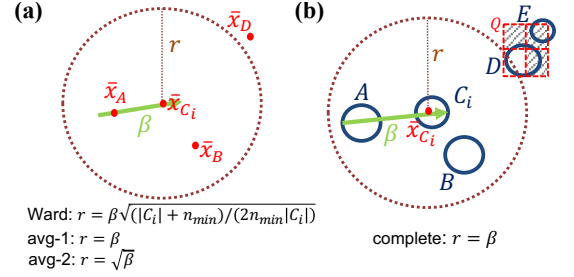 (a)
x̄_D
r
x̄_A
x̄_{C_i}
β
x̄_B
Ward: r = β√((|C_i| + n_min)/(2n_min|C_i|))
avg-1: r = β
avg-2: r = √β
(b)
E
Q
r
D
A
C_i
x̄_{C_i}
β
B
complete: r = β